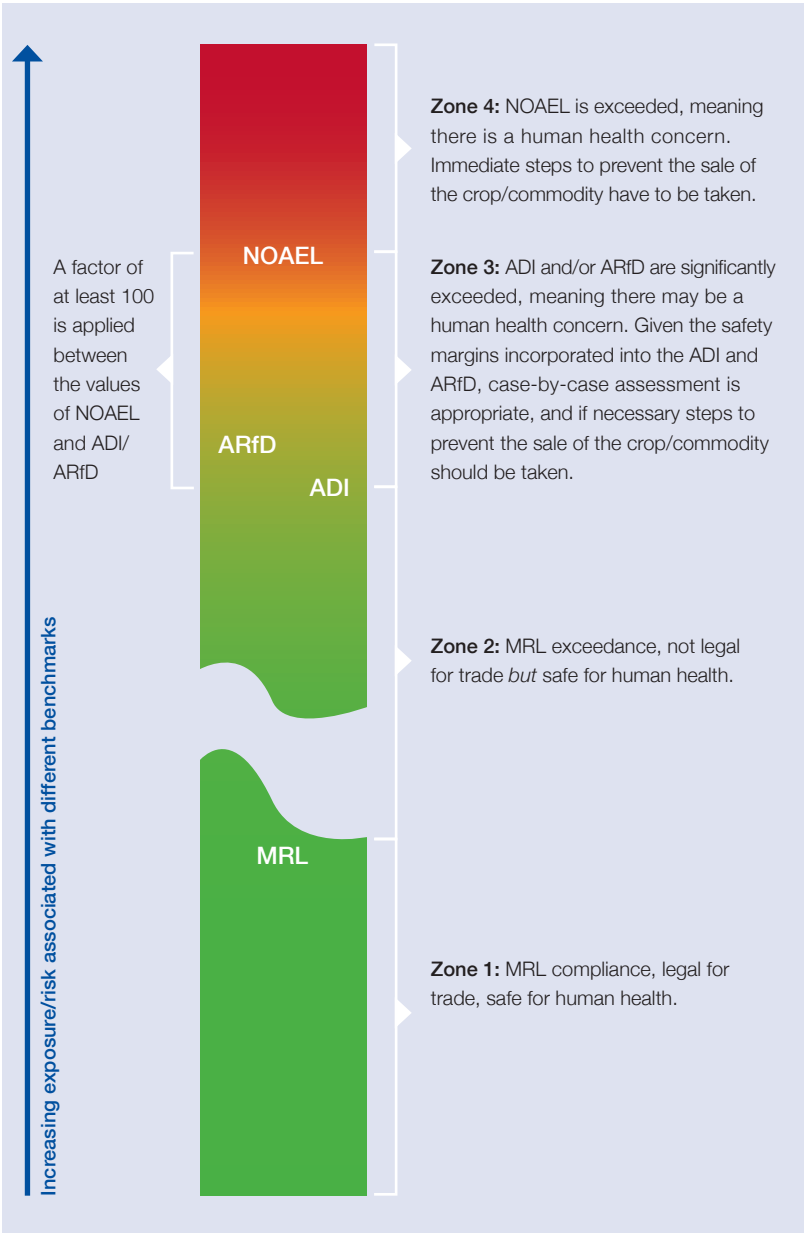 Zone 4: NOAEL is exceeded, meaning
there is a human health concern.
Immediate steps to prevent the sale of
the crop/commodity have to be taken.
NOAEL
A factor of
at least 100
is applied
between
the values
of NOAEL
and ADI/
ARfD
Zone 3: ADI and/or ARfD are significantly
exceeded, meaning there may be a
human health concern. Given the safety
margins incorporated into the ADI and
ARfD, case-by-case assessment is
appropriate, and if necessary steps to
prevent the sale of the crop/commodity
should be taken.
ARfD
ADI
Zone 2: MRL exceedance, not legal
for trade but safe for human health.
MRL
Zone 1: MRL compliance, legal for
trade, safe for human health.
Increasing exposure/risk associated with different benchmarks